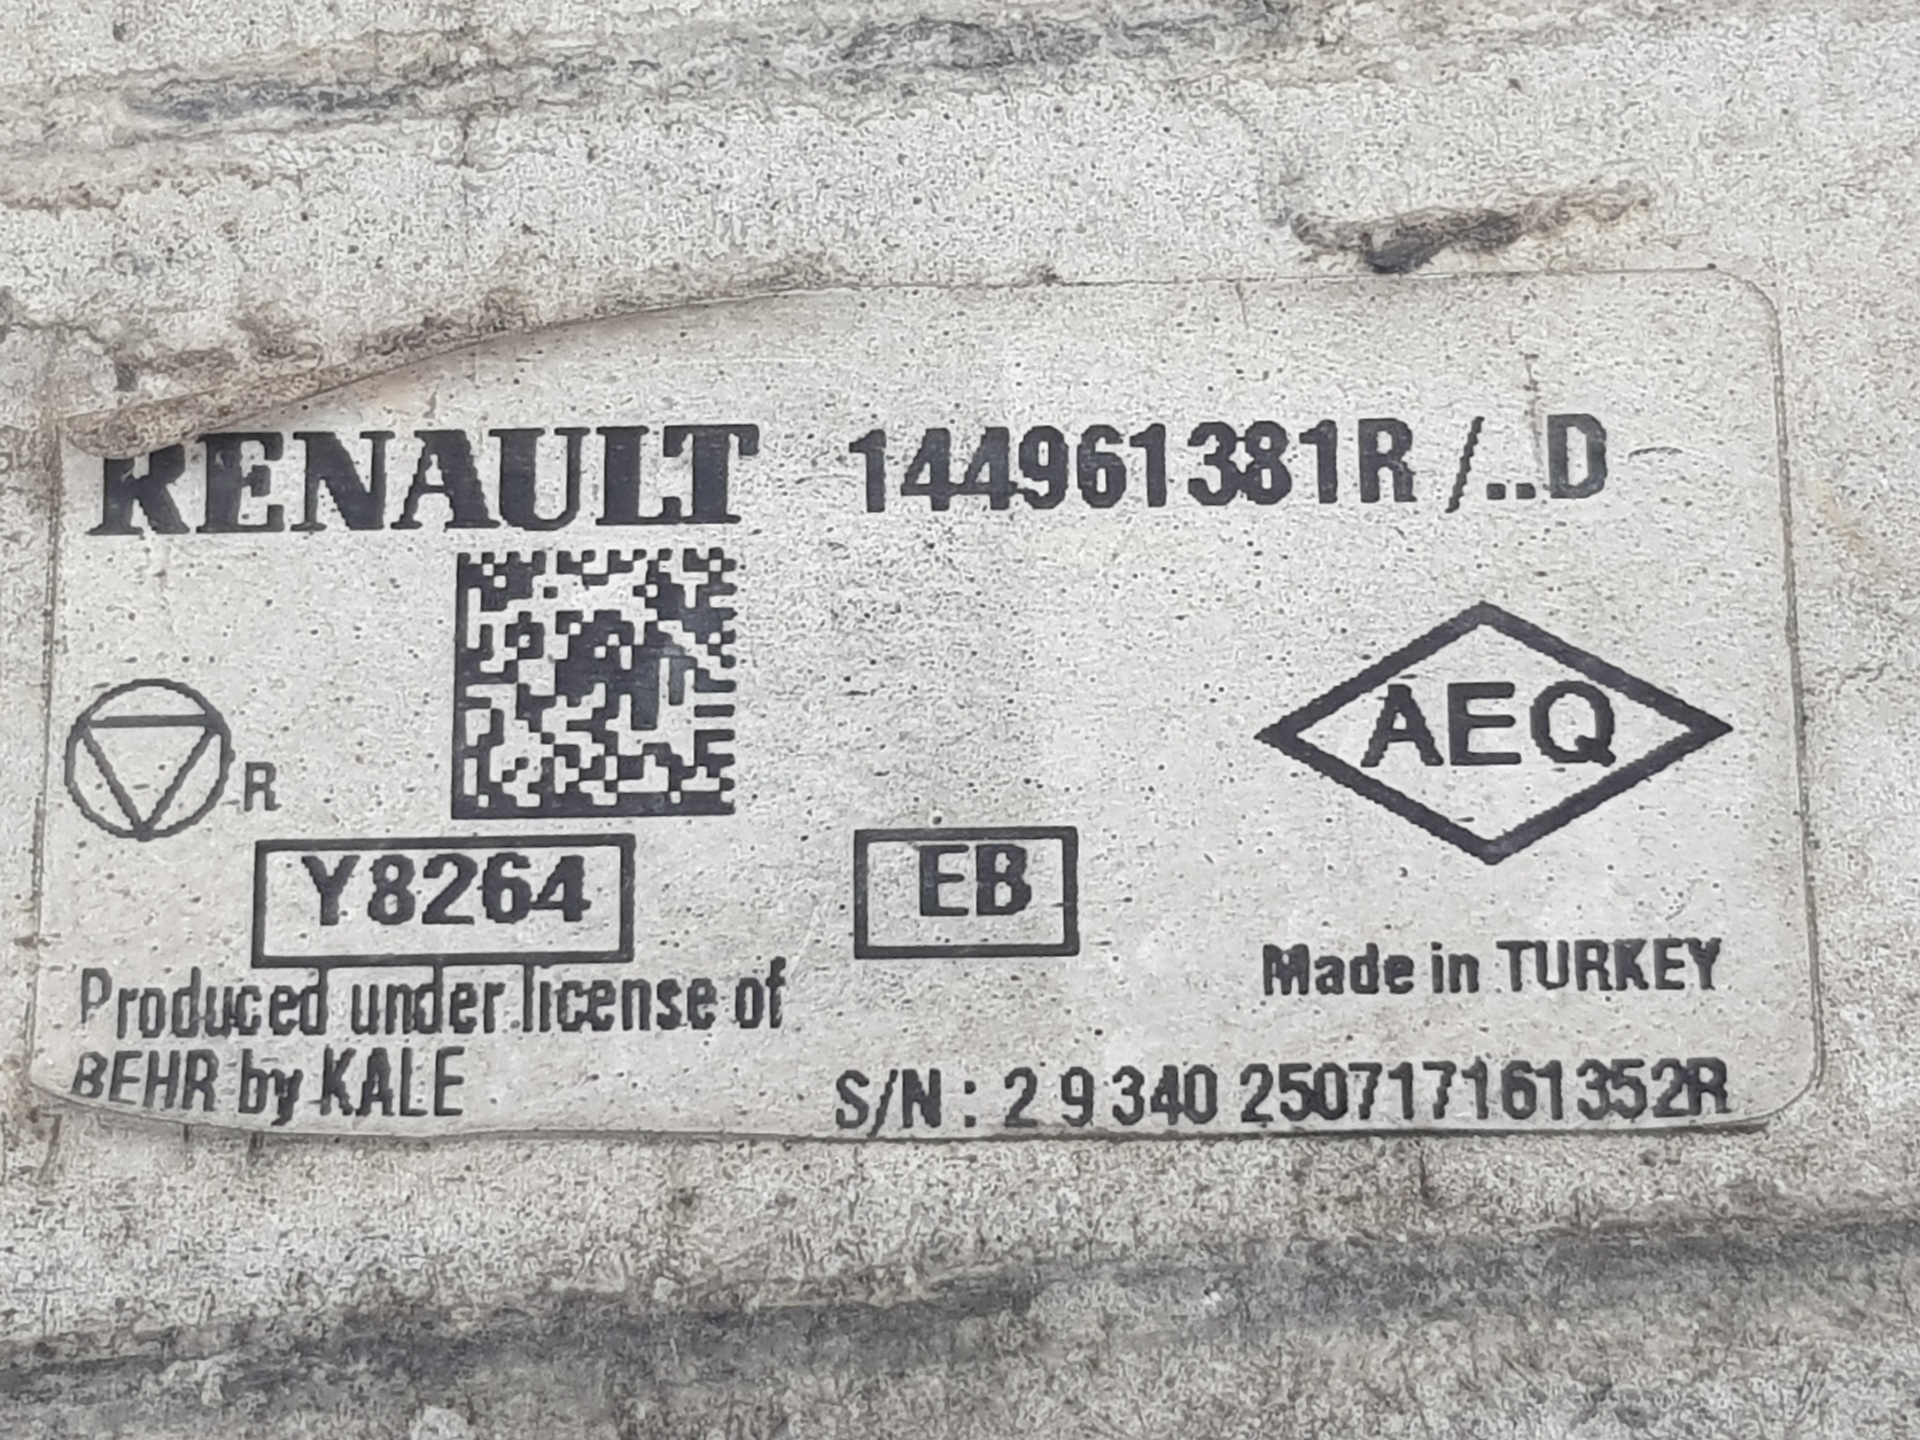 RENAULT 144961381R /..D
AEQ
R
Y8264
EB
Made in TURKEY
Produced under license of
BEHR by KALE
S/N : 2 9 340 250717161352R